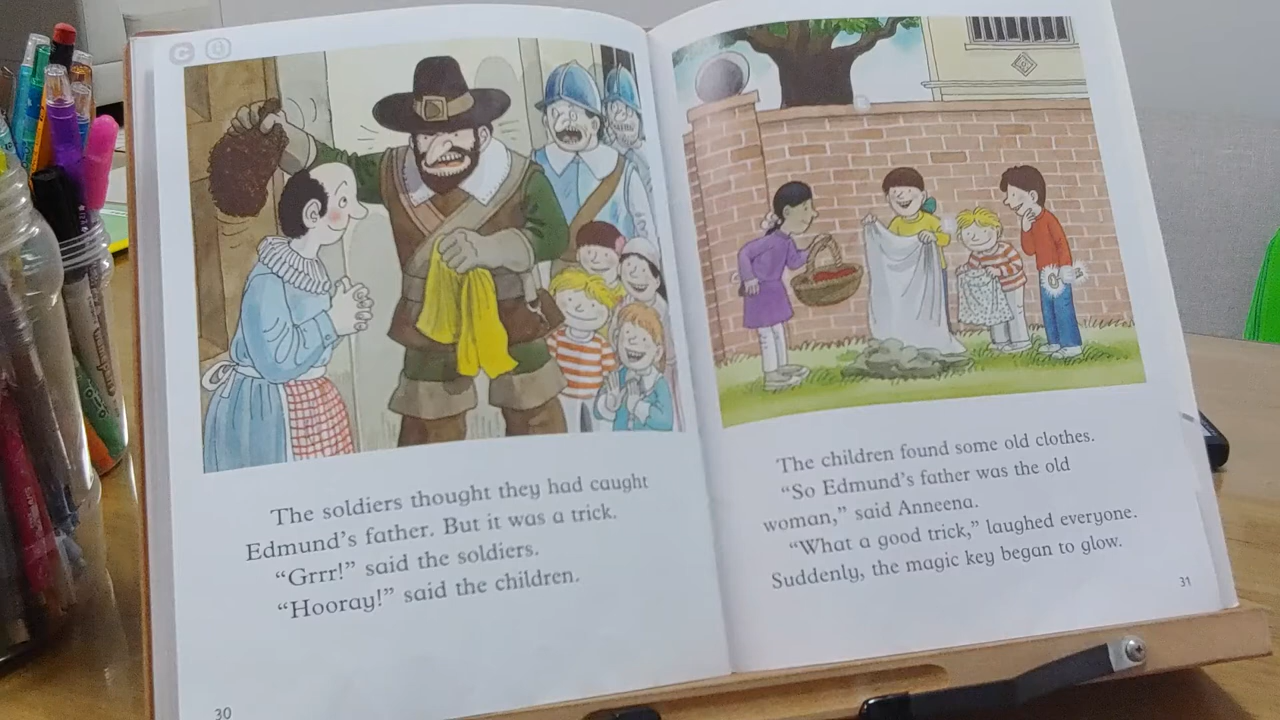 The soldiers thought they had caught
Edmund's father. But it was a trick.
"Grrr!" said the soldiers.
"Hooray!" said the children.
30
The children found some old clothes.
"So Edmund's father was the old
woman," said Anneena.
"What a good trick," laughed everyone.
Suddenly, the magic key began to glow.
31